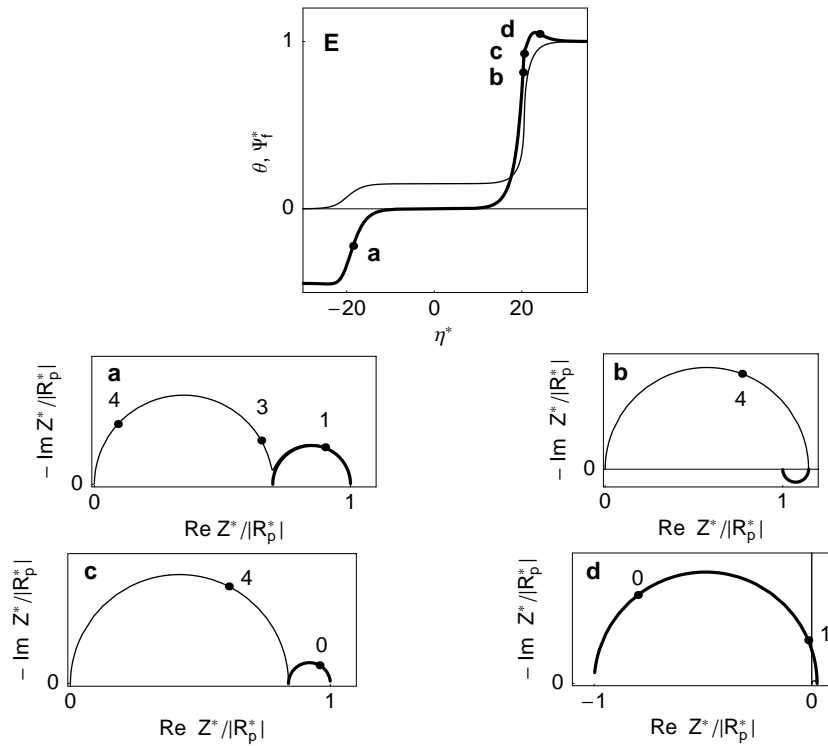 E
1
0
θ, Ψ*f
d
c
b
a
−20
0
20
η*
a
4
3
1
− Im Z*/|R*p|
0
0
1
Re Z*/|R*p|
b
4
− Im Z*/|R*p|
0
0
1
Re Z*/|R*p|
c
4
0
− Im Z*/|R*p|
0
0
1
Re Z*/|R*p|
d
0
1
− Im Z*/|R*p|
0
−1
0
Re Z*/|R*p|